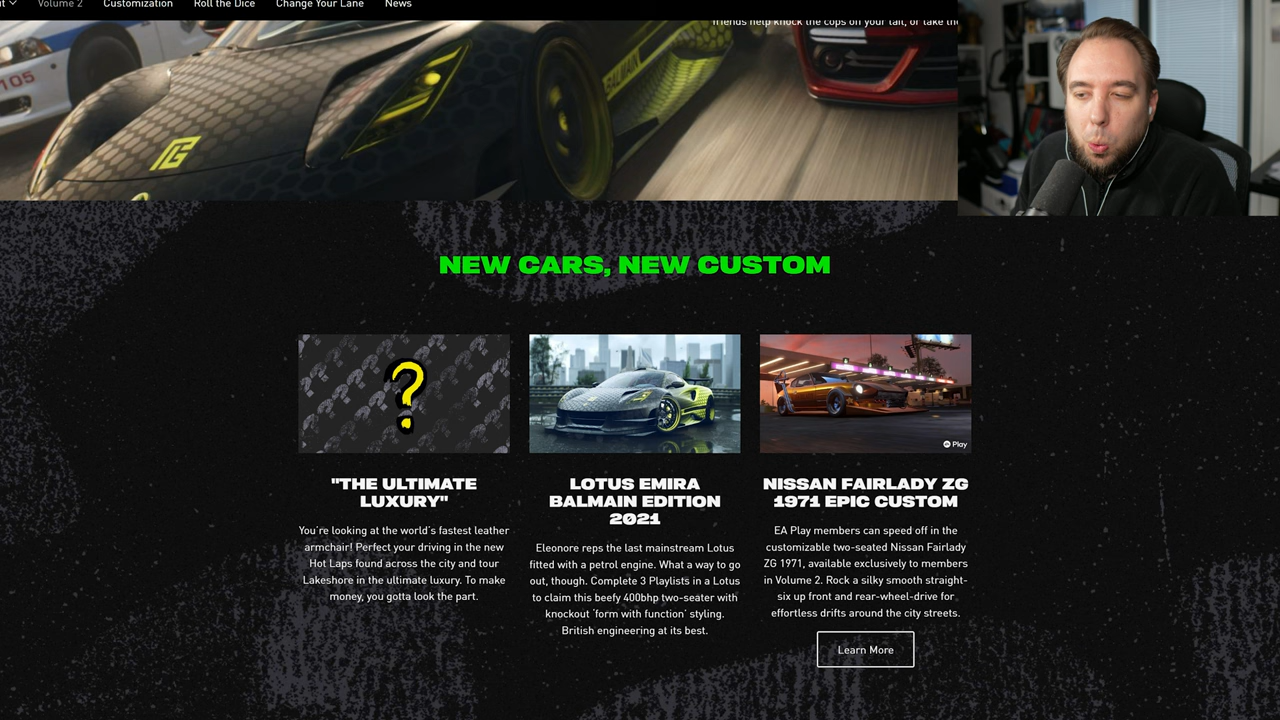 Volume 2
Customization
Roll the Dice
Change Your Lane
News
friends help knock the cops on your tail, or take
105
BALMAIN
NEW CARS, NEW CUSTOM
?
Play
"THE ULTIMATE
LUXURY"
You're looking at the world's fastest leather
armchair! Perfect your driving in the new
Hot Laps found across the city and tour
Lakeshore in the ultimate luxury. To make
money, you gotta look the part.
LOTUS EMIRA
BALMAIN EDITION
2021
Eleonore reps the last mainstream Lotus
fitted with a petrol engine. What a way to go
out, though. Complete 3 Playlists in a Lotus
to claim this beefy 400bhp two-seater with
knockout 'form with function' styling.
British engineering at its best.
NISSAN FAIRLADY ZG
1971 EPIC CUSTOM
EA Play members can speed off in the
customizable two-seated Nissan Fairlady
ZG 1971, available exclusively to members
in Volume 2. Rock a silky smooth straight-
six up front and rear-wheel-drive for
effortless drifts around the city streets.
Learn More